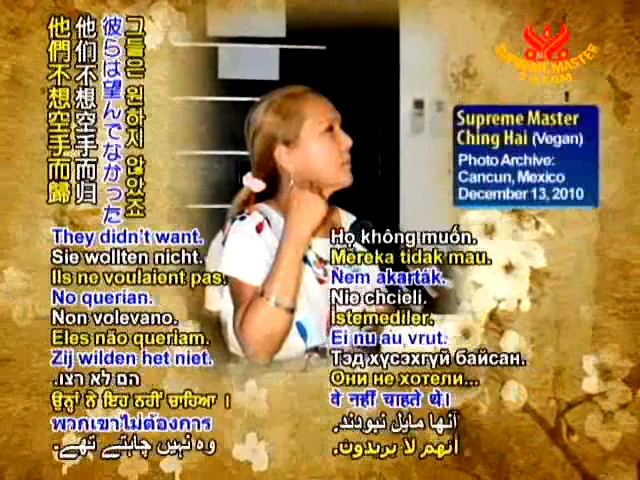 他們不想空手而歸
他们不想空手而归
彼らは望んでなかった
그들은 원하지 않았죠
SUPREME MASTER
Supreme Master
Ching Hai (Vegan)
Photo Archive:
Cancun, Mexico
December 13, 2010
They didn't want.
Sie wollten nicht.
Ils ne voulaient pas.
No querían.
Non volevano.
Eles não queriam.
Zij wilden het niet.
הם לא רצו.
ਉਨ੍ਹਾਂ ਨੇ ਇਹ ਨਹੀਂ ਚਾਹਿਆ ।
พวกเขาไม่ต้องการ
وہ نہیں چاہتے تھے.
Họ không muốn.
Mereka tidak mau.
Nem akarták.
Nie chcieli.
İstemediler.
Ei nu au vrut.
Тэд хүсэхгүй байсан.
Они не хотели...
वे नहीं चाहते थे।
آنها مایل نبودند.
أنهم لا يريدون.